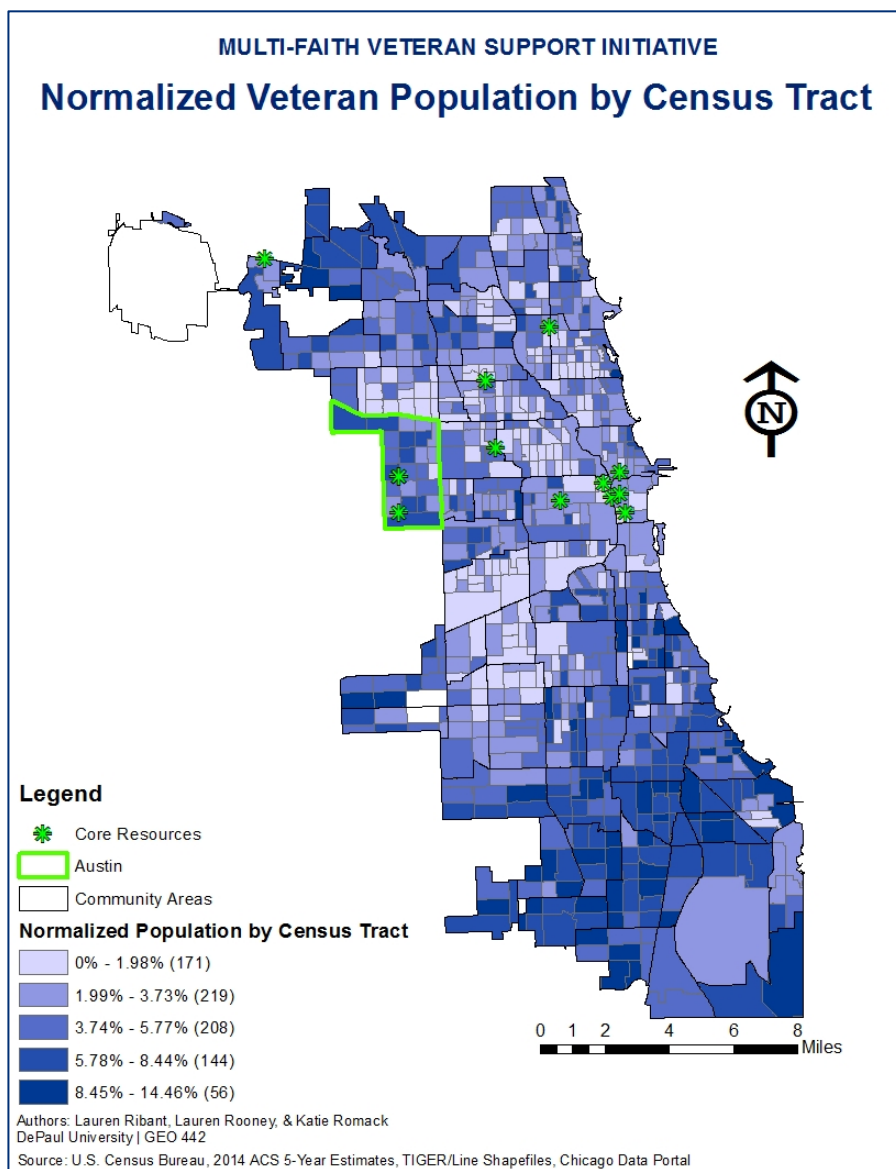 MULTI-FAITH VETERAN SUPPORT INITIATIVE
Normalized Veteran Population by Census Tract
N
Legend
Core Resources
Austin
Community Areas
Normalized Population by Census Tract
0% - 1.98% (171)
1.99% - 3.73% (219)
3.74% - 5.77% (208)
5.78% - 8.44% (144)
8.45% - 14.46% (56)
0 1 2 4 6 8
Miles
Authors: Lauren Ribant, Lauren Rooney, & Katie Romack
DePaul University | GEO 442
Source: U.S. Census Bureau, 2014 ACS 5-Year Estimates, TIGER/Line Shapefiles, Chicago Data Portal